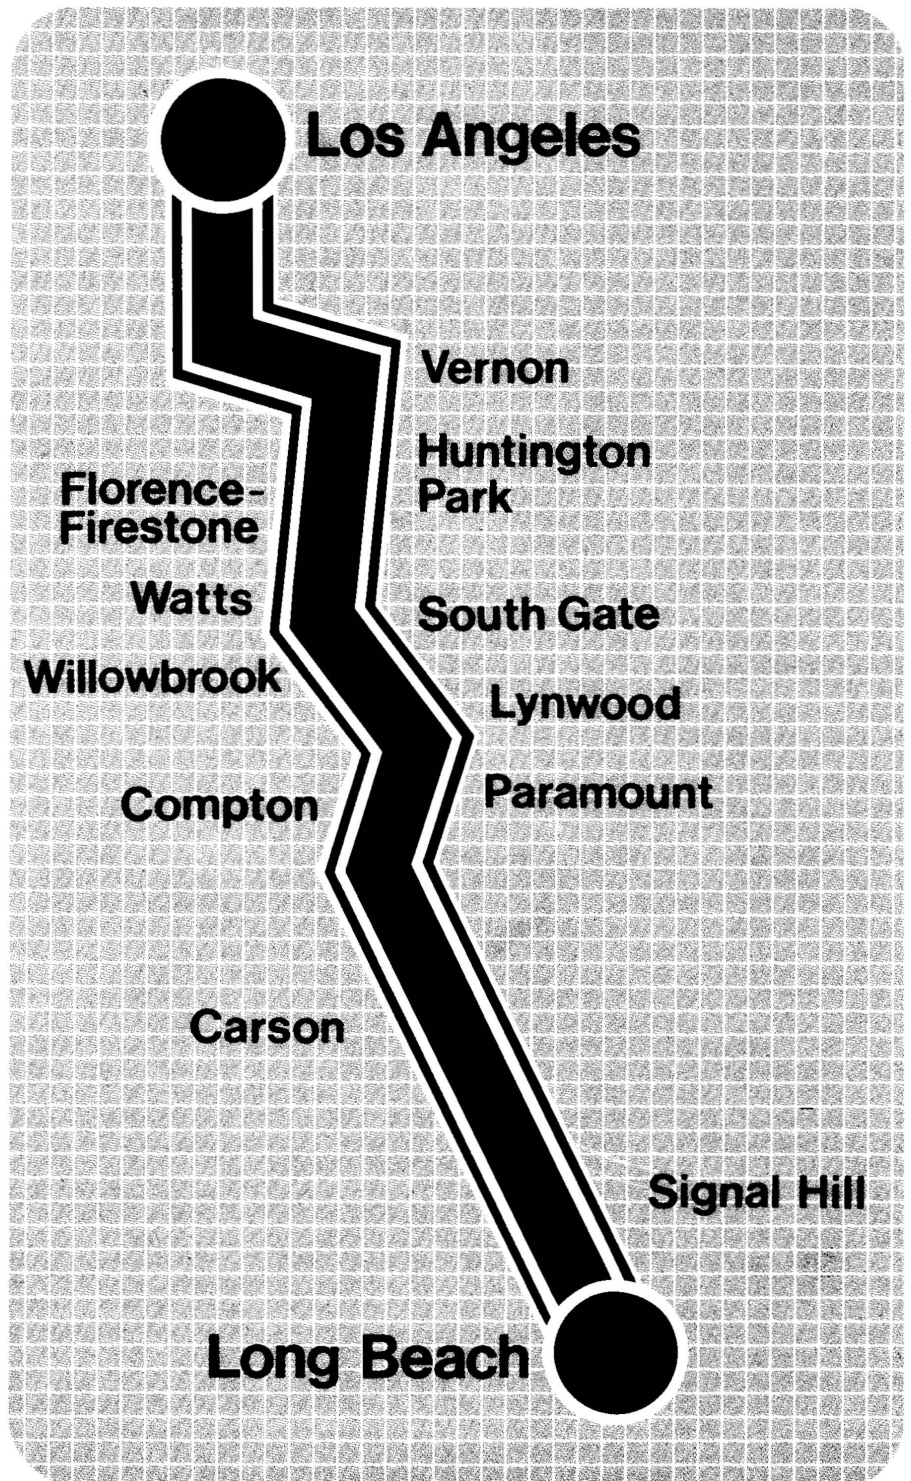 Los Angeles
Vernon
Huntington
Park
Florence-
Firestone
Watts
South Gate
Willowbrook
Lynwood
Paramount
Compton
Carson
Signal Hill
Long Beach